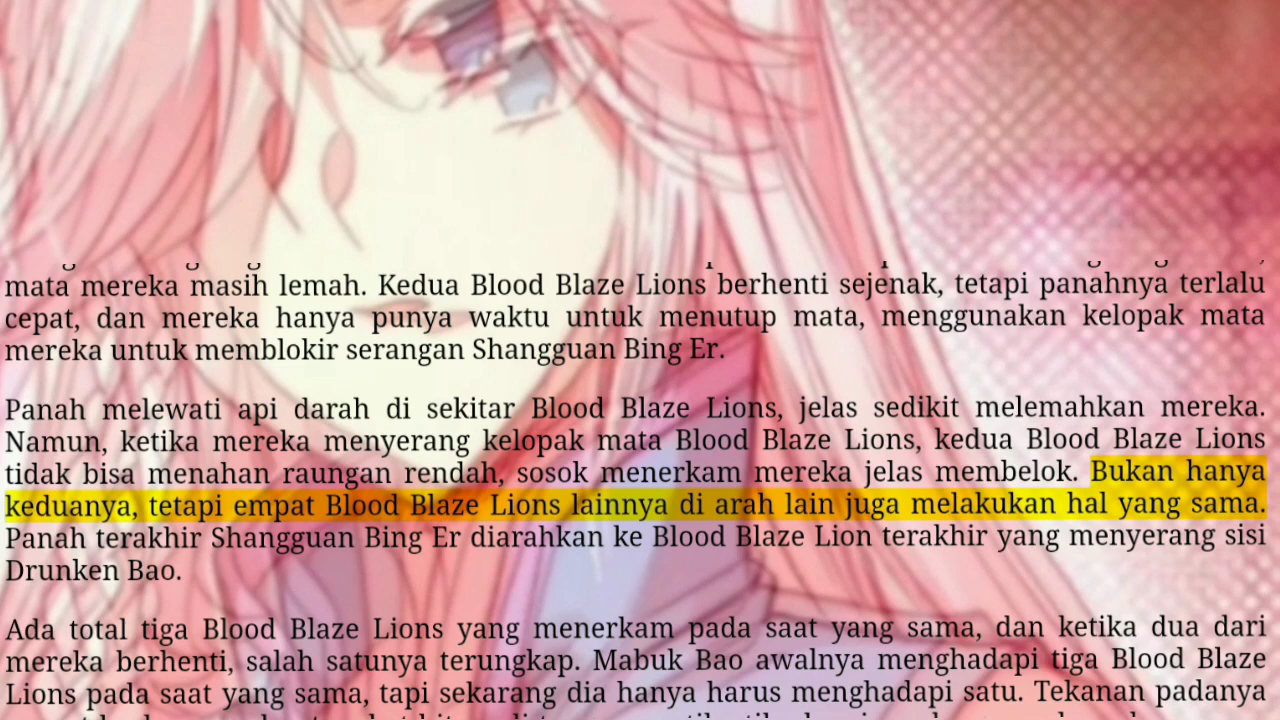 mata mereka masih lemah. Kedua Blood Blaze Lions berhenti sejenak, tetapi panahnya terlalu
cepat, dan mereka hanya punya waktu untuk menutup mata, menggunakan kelopak mata
mereka untuk memblokir serangan Shangguan Bing Er.
Panah melewati api darah di sekitar Blood Blaze Lions, jelas sedikit melemahkan mereka.
Namun, ketika mereka menyerang kelopak mata Blood Blaze Lions, kedua Blood Blaze Lions
tidak bisa menahan raungan rendah, sosok menerkam mereka jelas membelok. Bukan hanya
keduanya, tetapi empat Blood Blaze Lions lainnya di arah lain juga melakukan hal yang sama.
Panah terakhir Shangguan Bing Er diarahkan ke Blood Blaze Lion terakhir yang menyerang sisi
Drunken Bao.
Ada total tiga Blood Blaze Lions yang menerkam pada saat yang sama, dan ketika dua dari
mereka berhenti, salah satunya terungkap. Mabuk Bao awalnya menghadapi tiga Blood Blaze
Lions pada saat yang sama, tapi sekarang dia hanya harus menghadapi satu. Tekanan padanya